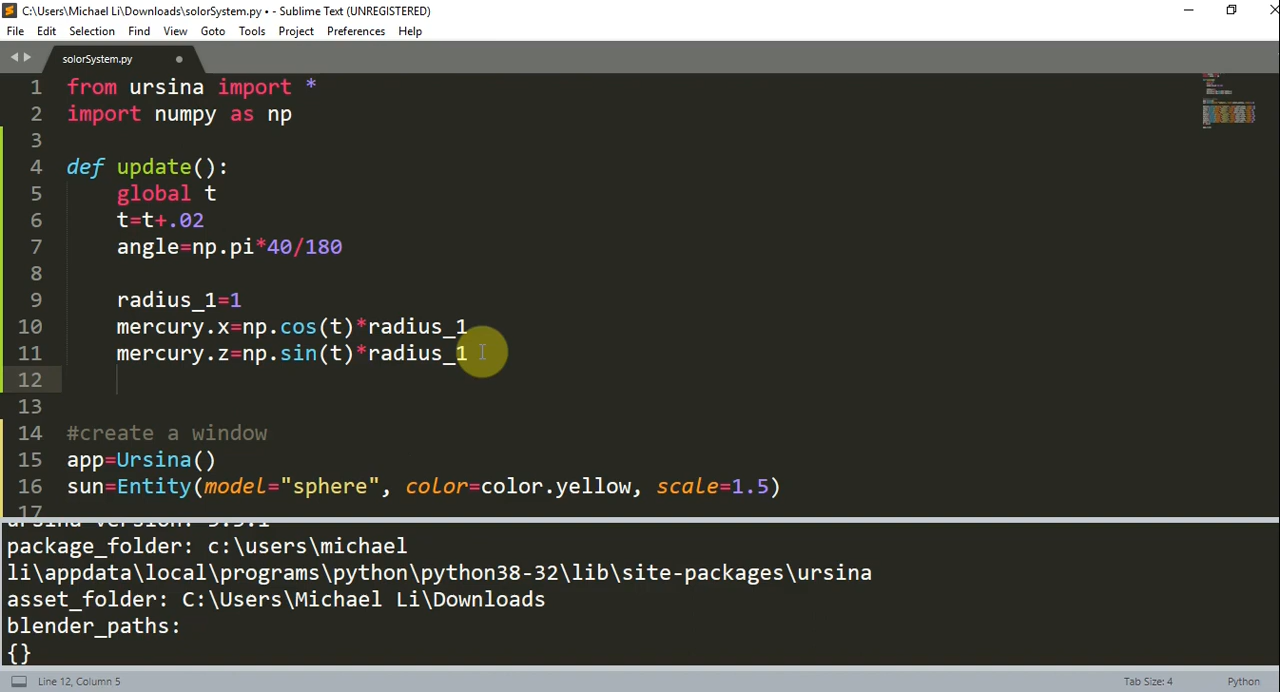 C:\Users\Michael Li\Downloads\solorSystem.py • - Sublime Text (UNREGISTERED)
File Edit Selection Find View Goto Tools Project Preferences Help
solorSystem.py
1 from ursina import *
2 import numpy as np
3
4 def update():
5 global t
6 t=t+.02
7 angle=np.pi*40/180
8
9 radius_1=1
10 mercury.x=np.cos(t)*radius_1
11 mercury.z=np.sin(t)*radius_1
12
13
14 #create a window
15 app=Ursina()
16 sun=Entity(model="sphere", color=color.yellow, scale=1.5)
17
package_folder: c:\users\michael
li\appdata\local\programs\python\python38-32\lib\site-packages\ursina
asset_folder: C:\Users\Michael Li\Downloads
blender_paths:
{}
Line 12, Column 5 Tab Size: 4 Python